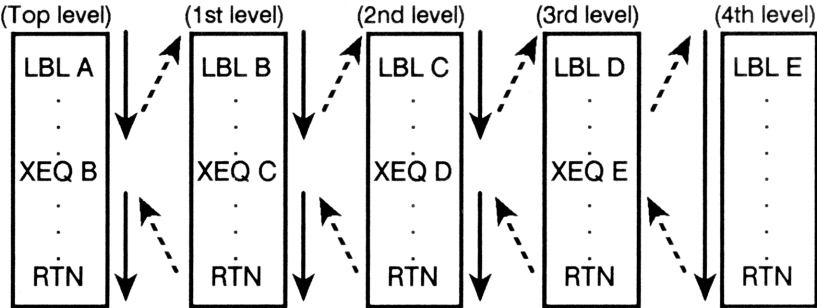 (Top level) (1st level) (2nd level) (3rd level) (4th level)
LBL A LBL B LBL C LBL D LBL E
XEQ B XEQ C XEQ D XEQ E
RTN RTN RTN RTN RTN